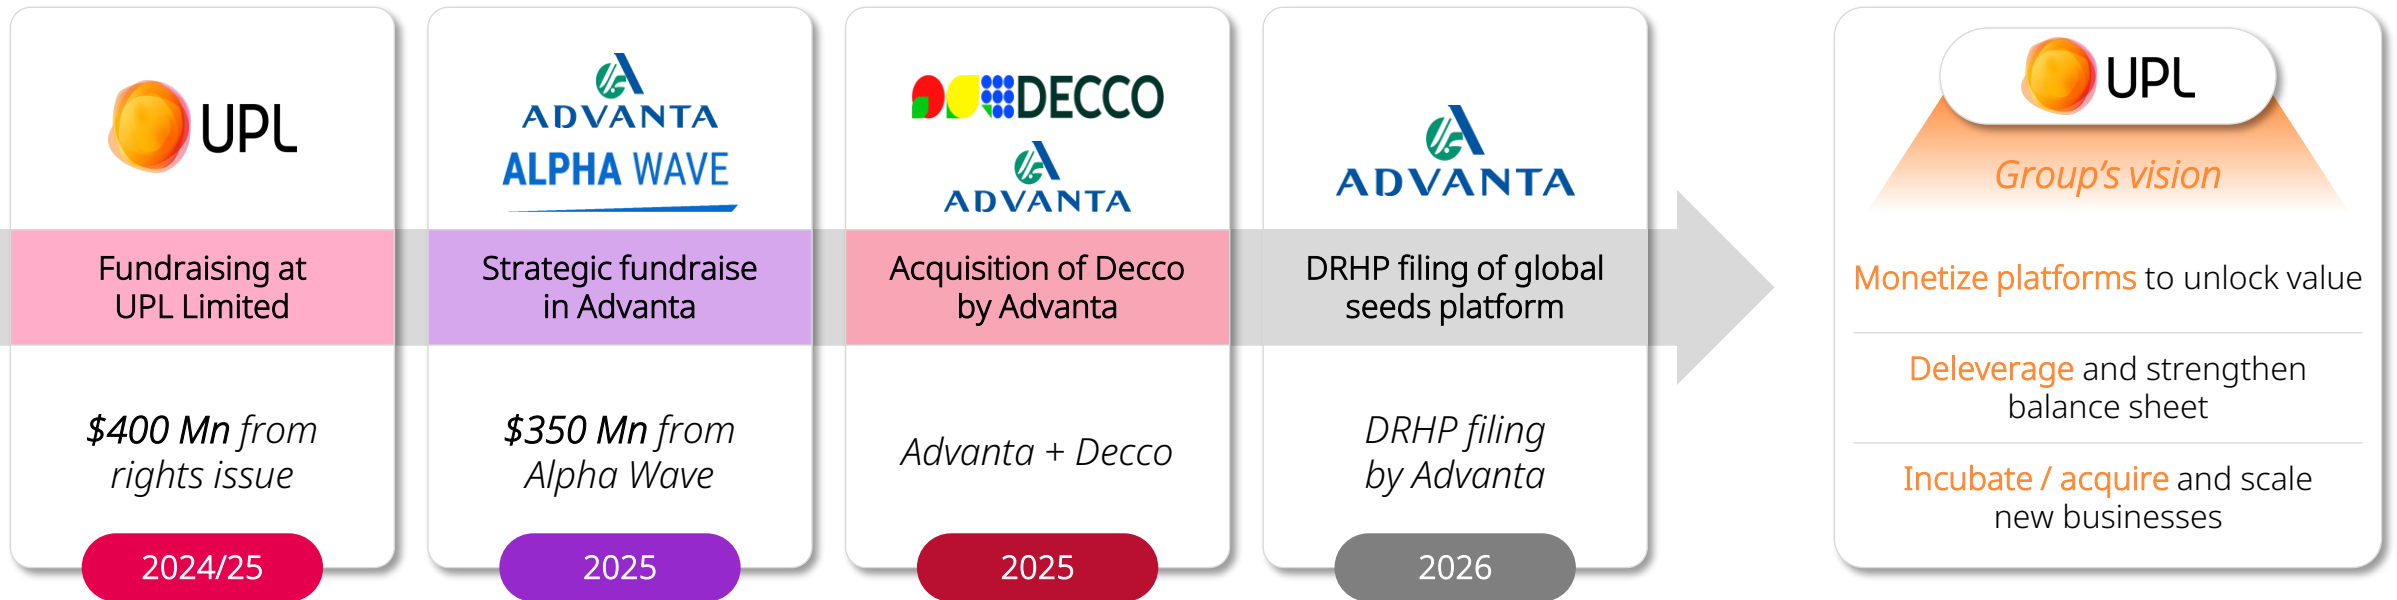 UPL
Fundraising at
UPL Limited
$400 Mn from
rights issue
2024/25
ADVANTA
ALPHA WAVE
Strategic fundraise
in Advanta
$350 Mn from
Alpha Wave
2025
DECCO
ADVANTA
Acquisition of Decco
by Advanta
Advanta + Decco
2025
ADVANTA
DRHP filing of global
seeds platform
DRHP filing
by Advanta
2026
UPL
Group's vision
Monetize platforms to unlock value
Deleverage and strengthen
balance sheet
Incubate / acquire and scale
new businesses